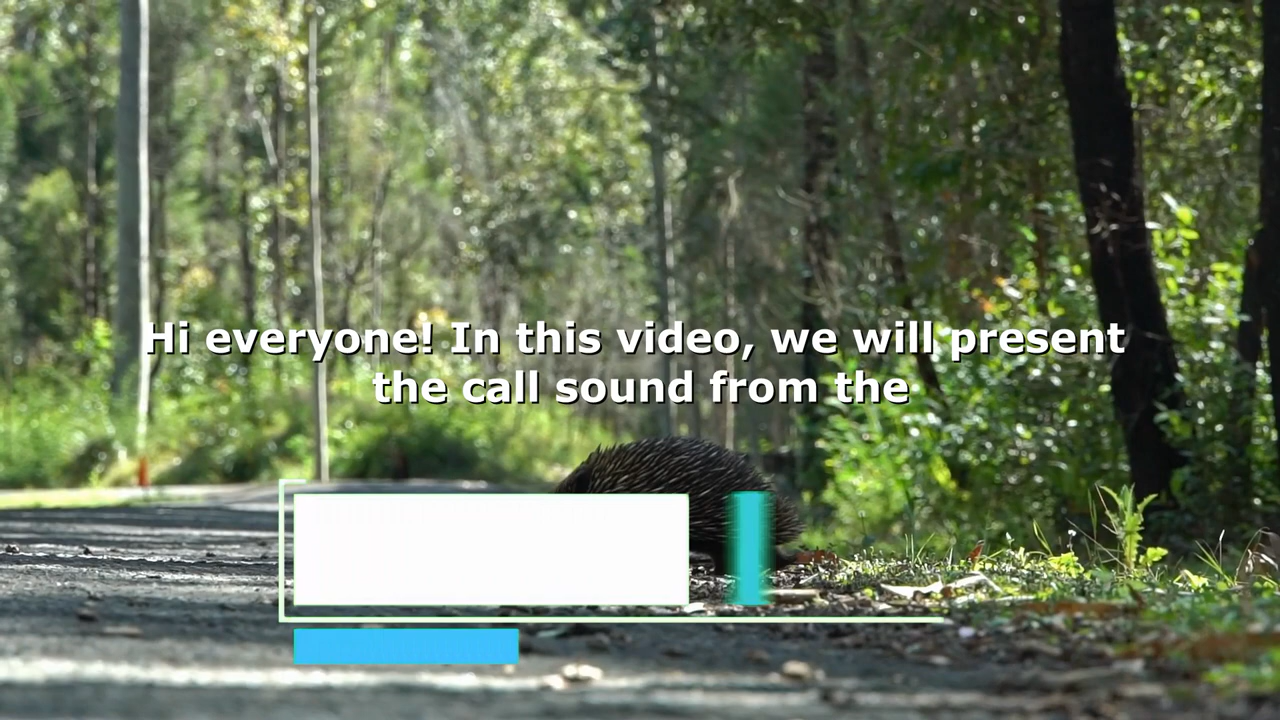 Hi everyone! In this video, we will present
the call sound from the